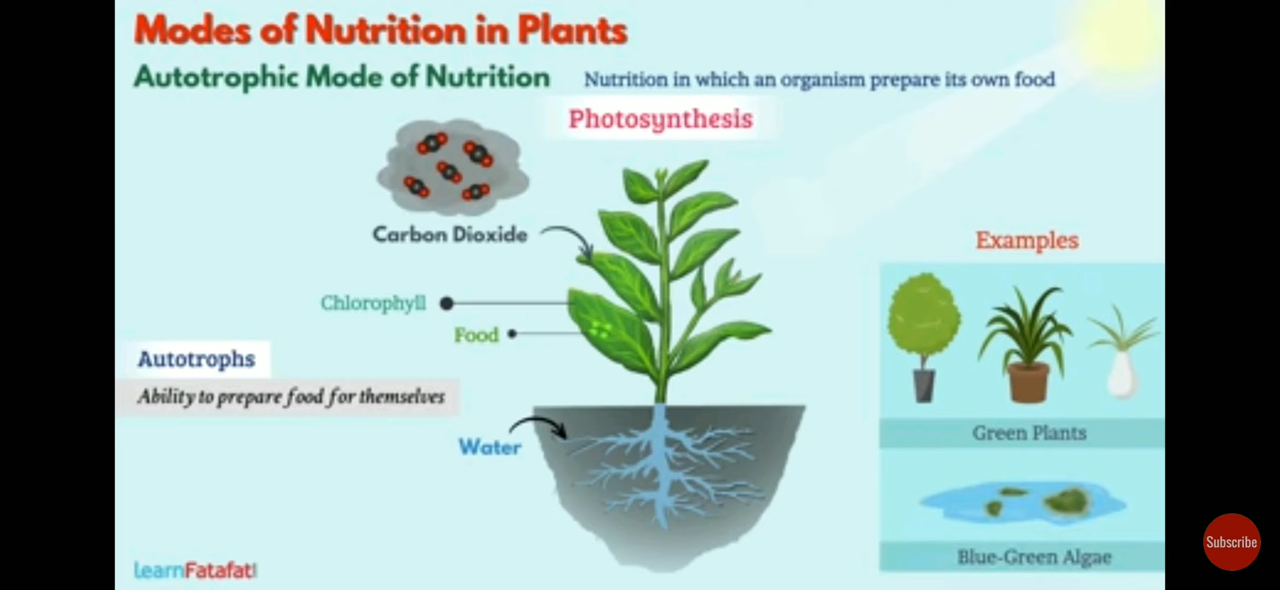 Modes of Nutrition in Plants
Autotrophic Mode of Nutrition
Nutrition in which an organism prepare its own food
Photosynthesis
Carbon Dioxide
Examples
Chlorophyll
Food
Autotrophs
Ability to prepare food for themselves
Green Plants
Water
Blue-Green Algae
Subscribe
learnFatafat!